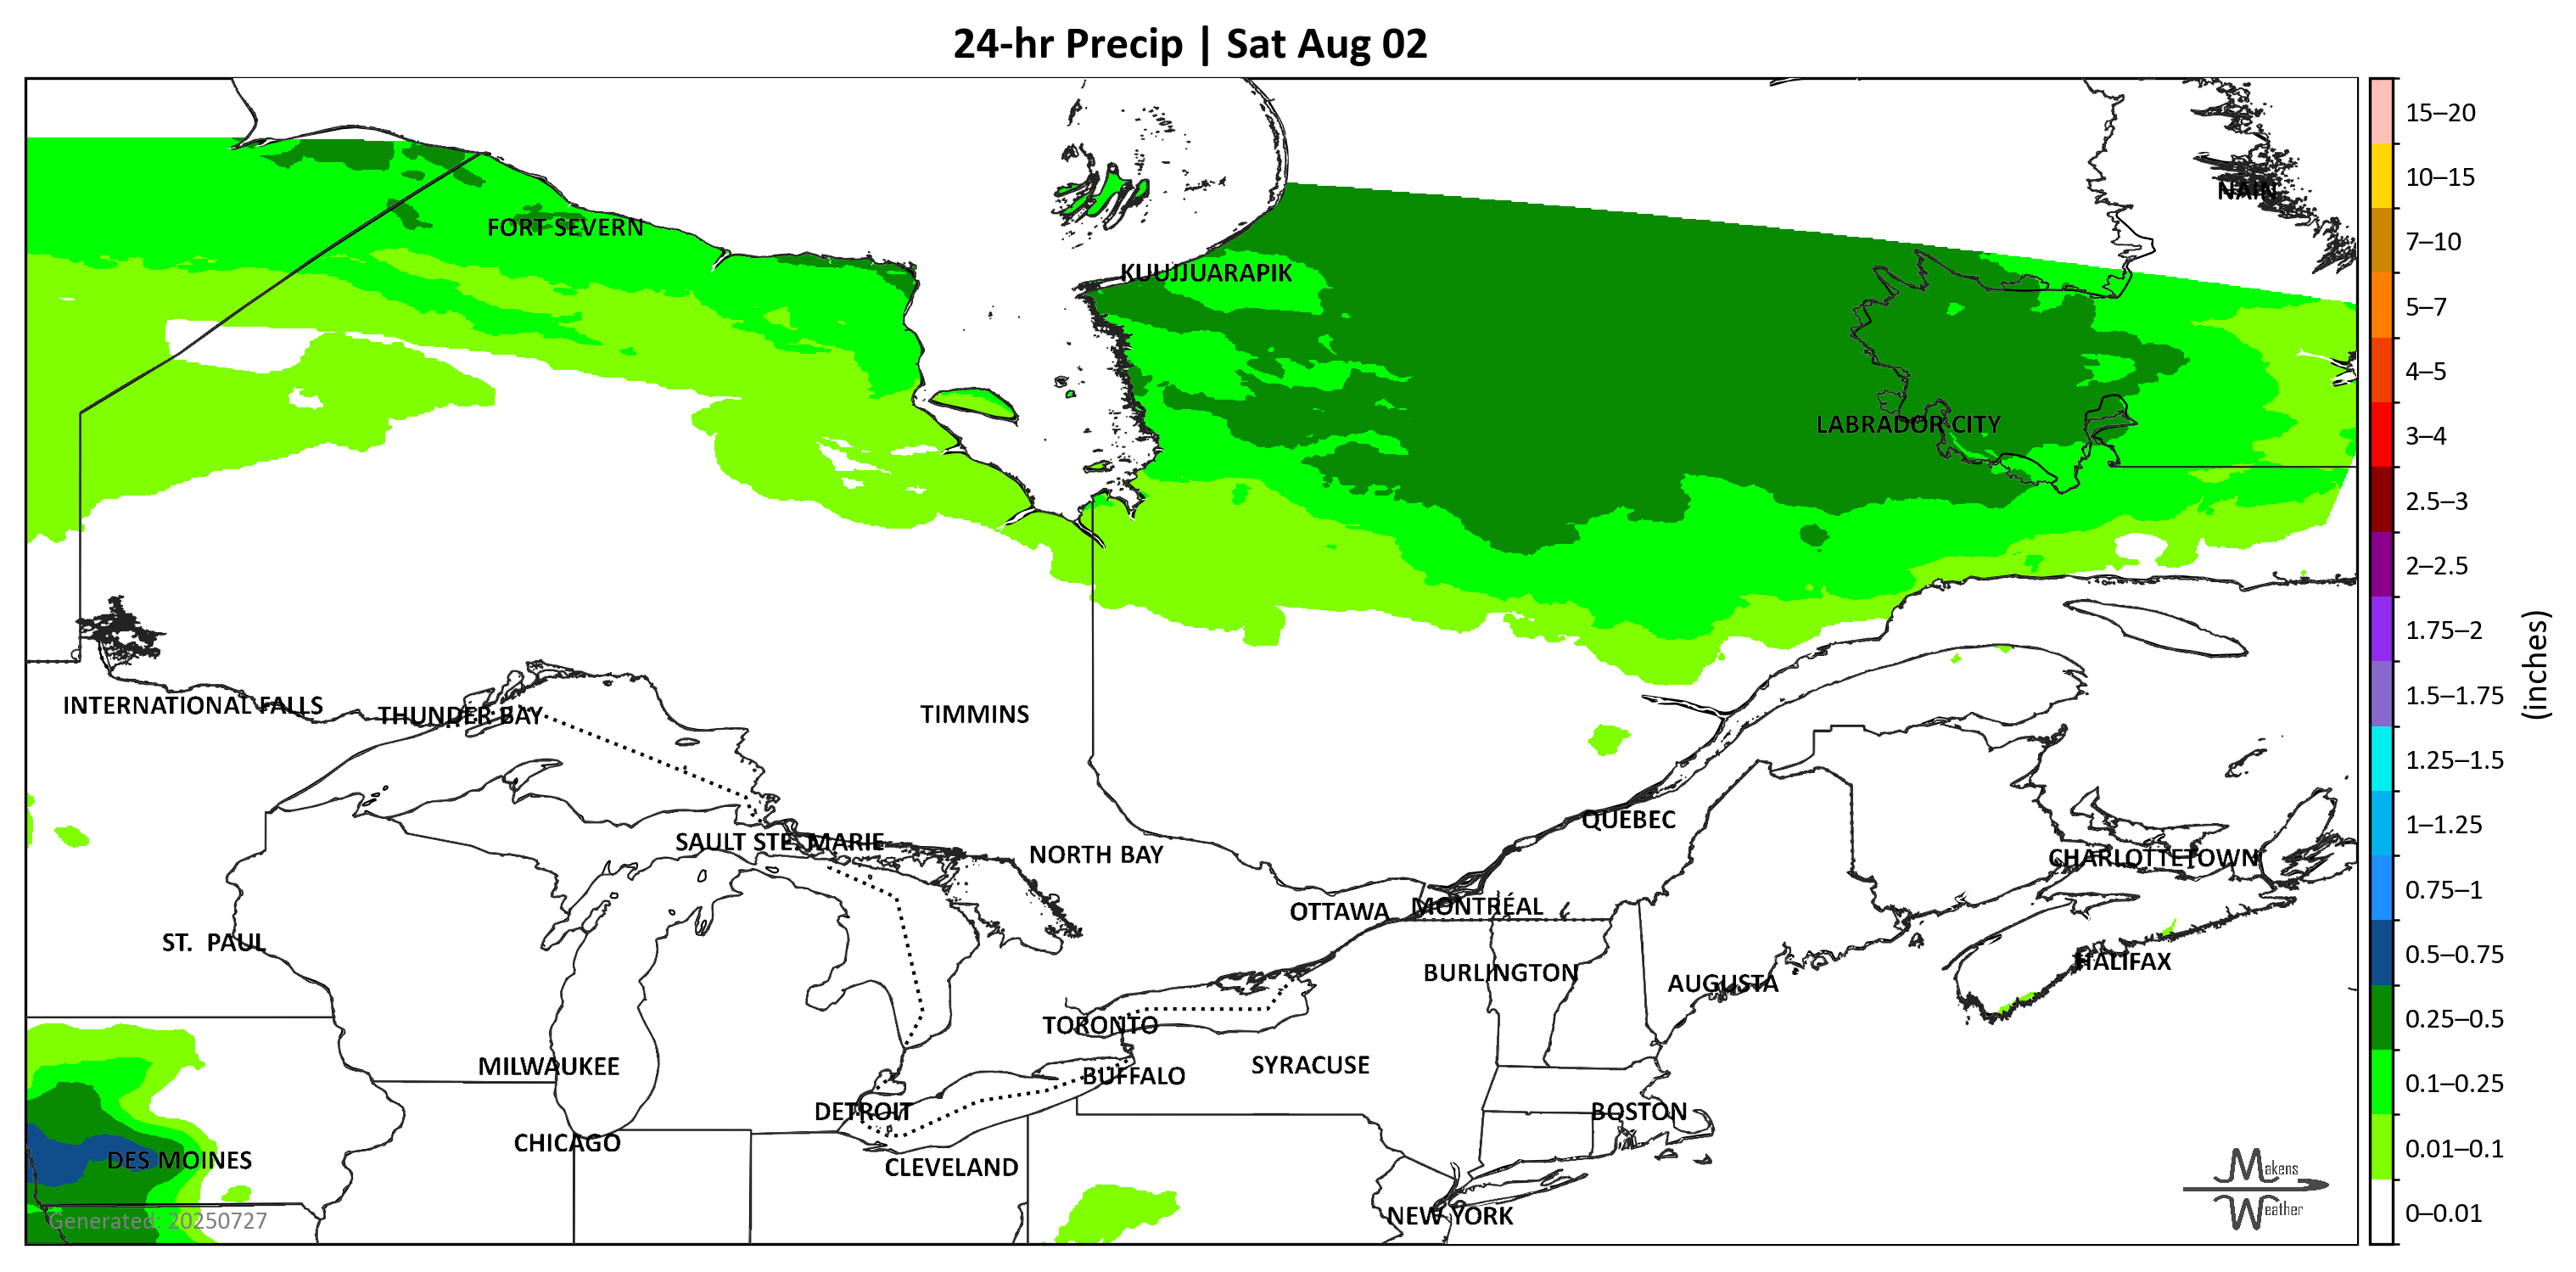 24-hr Precip | Sat Aug 02
NAIN
FORT SEVERN
KUUJJUARAPIK
LABRADOR CITY
INTERNATIONAL FALLS
THUNDER BAY
TIMMINS
QUEBEC
SAULT STE. MARIE
NORTH BAY
CHARLOTTETOWN
OTTAWA
MONTRÉAL
ST. PAUL
HALIFAX
BURLINGTON
AUGUSTA
TORONTO
MILWAUKEE
SYRACUSE
BUFFALO
DETROIT
BOSTON
CHICAGO
DES MOINES
CLEVELAND
NEW YORK
Generated: 20250727
Makens
Weather
15–20
10–15
7–10
5–7
4–5
3–4
2.5–3
2–2.5
1.75–2
1.5–1.75
1.25–1.5
1–1.25
0.75–1
0.5–0.75
0.25–0.5
0.1–0.25
0.01–0.1
0–0.01
(inches)